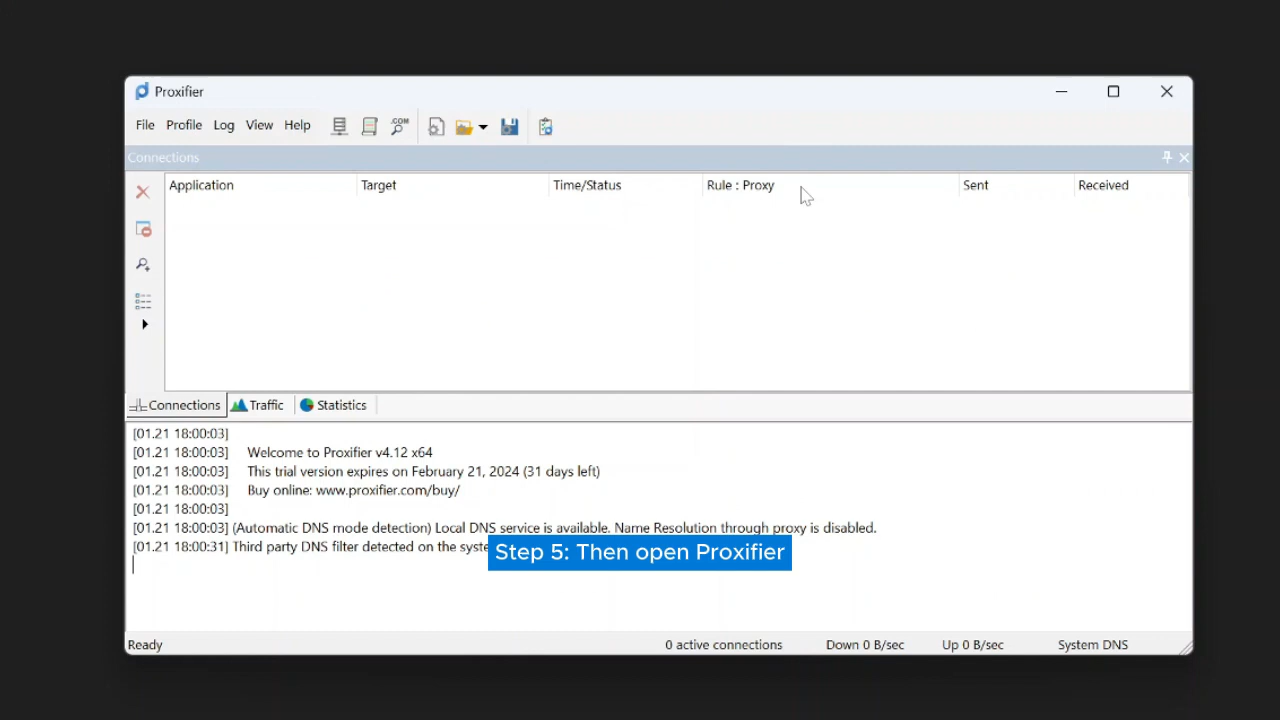 Proxifier
File Profile Log View Help .COM
Connections
Application Target Time/Status Rule : Proxy Sent Received
Connections Traffic Statistics
[01.21 18:00:03]
[01.21 18:00:03] Welcome to Proxifier v4.12 x64
[01.21 18:00:03] This trial version expires on February 21, 2024 (31 days left)
[01.21 18:00:03] Buy online: www.proxifier.com/buy/
[01.21 18:00:03]
[01.21 18:00:03] (Automatic DNS mode detection) Local DNS service is available. Name Resolution through proxy is disabled.
[01.21 18:00:31] Third party DNS filter detected on the syste
Step 5: Then open Proxifier
Ready 0 active connections Down 0 B/sec Up 0 B/sec System DNS